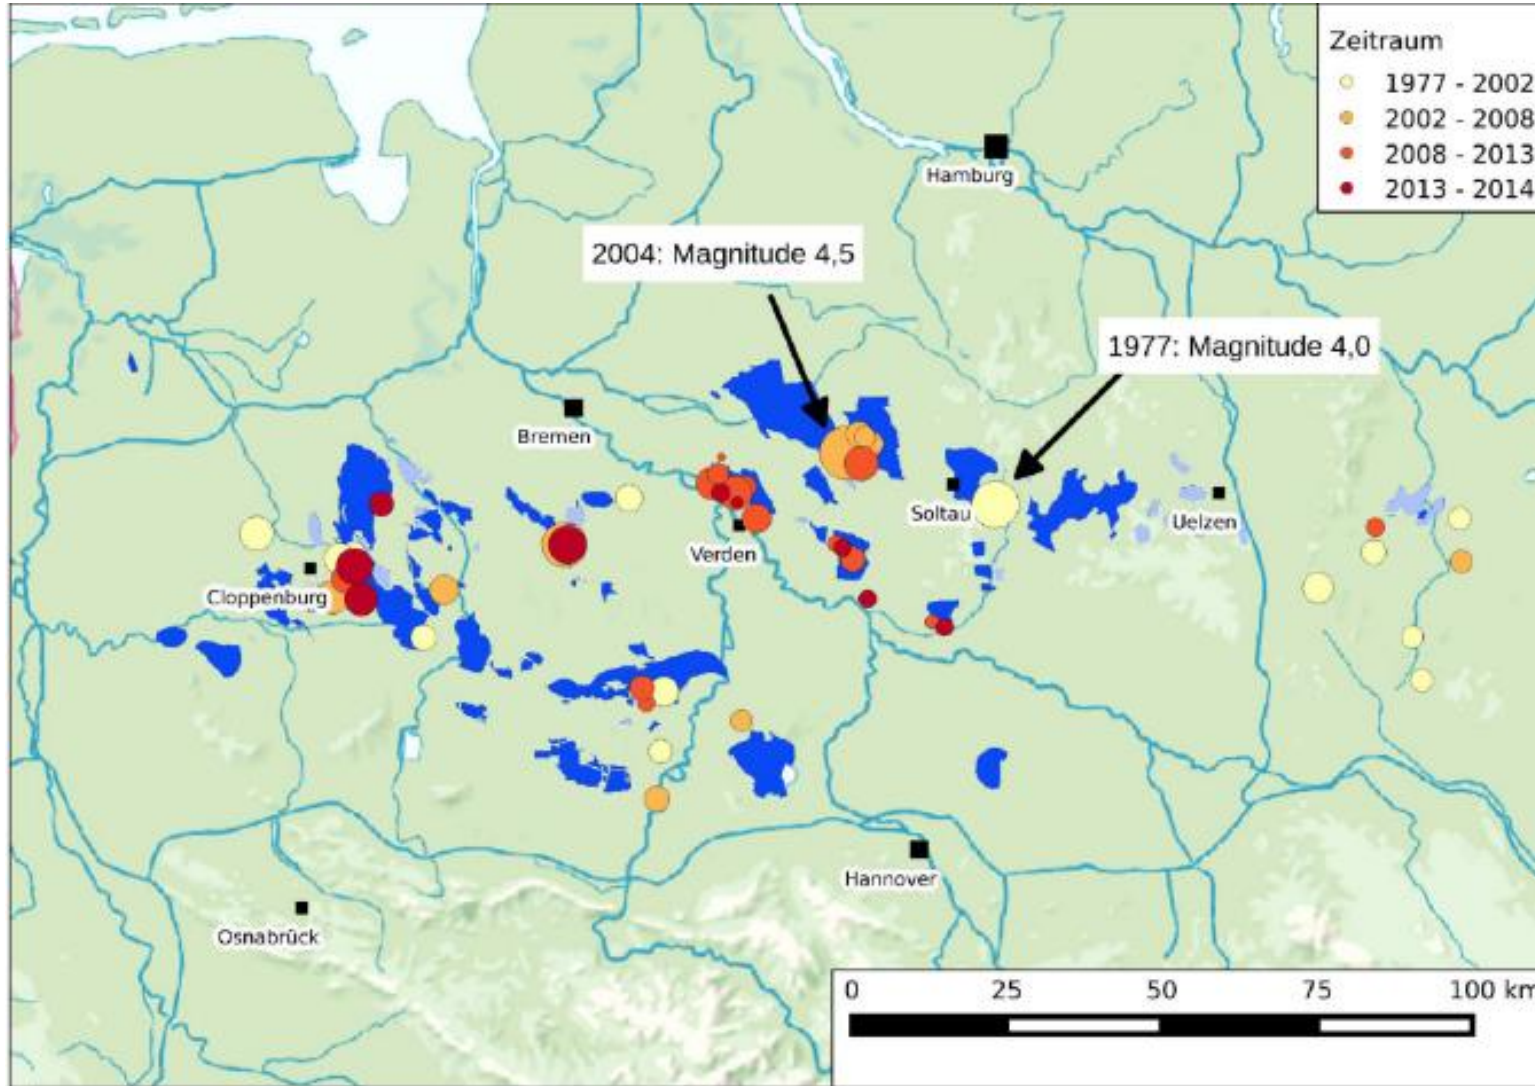 Zeitraum
1977 - 2002
2002 - 2008
2008 - 2013
2013 - 2014
Hamburg
2004: Magnitude 4,5
1977: Magnitude 4,0
Bremen
Soltau
Uelzen
Verden
Cloppenburg
Hannover
Osnabrück
0 25 50 75 100 km